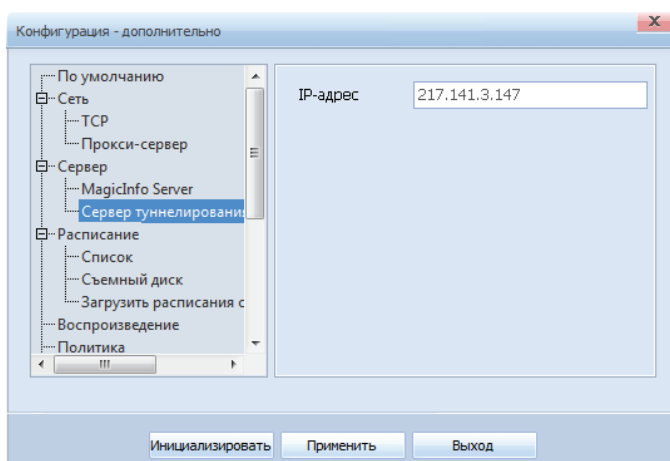 Конфигурация - дополнительно
x
По умолчанию
Сеть
TCP
Прокси-сервер
Сервер
MagicInfo Server
Сервер туннелирования
Расписание
Список
Съемный диск
Загрузить расписания с
Воспроизведение
Политика
IP-адрес 217.141.3.147
Инициализировать Применить Выход